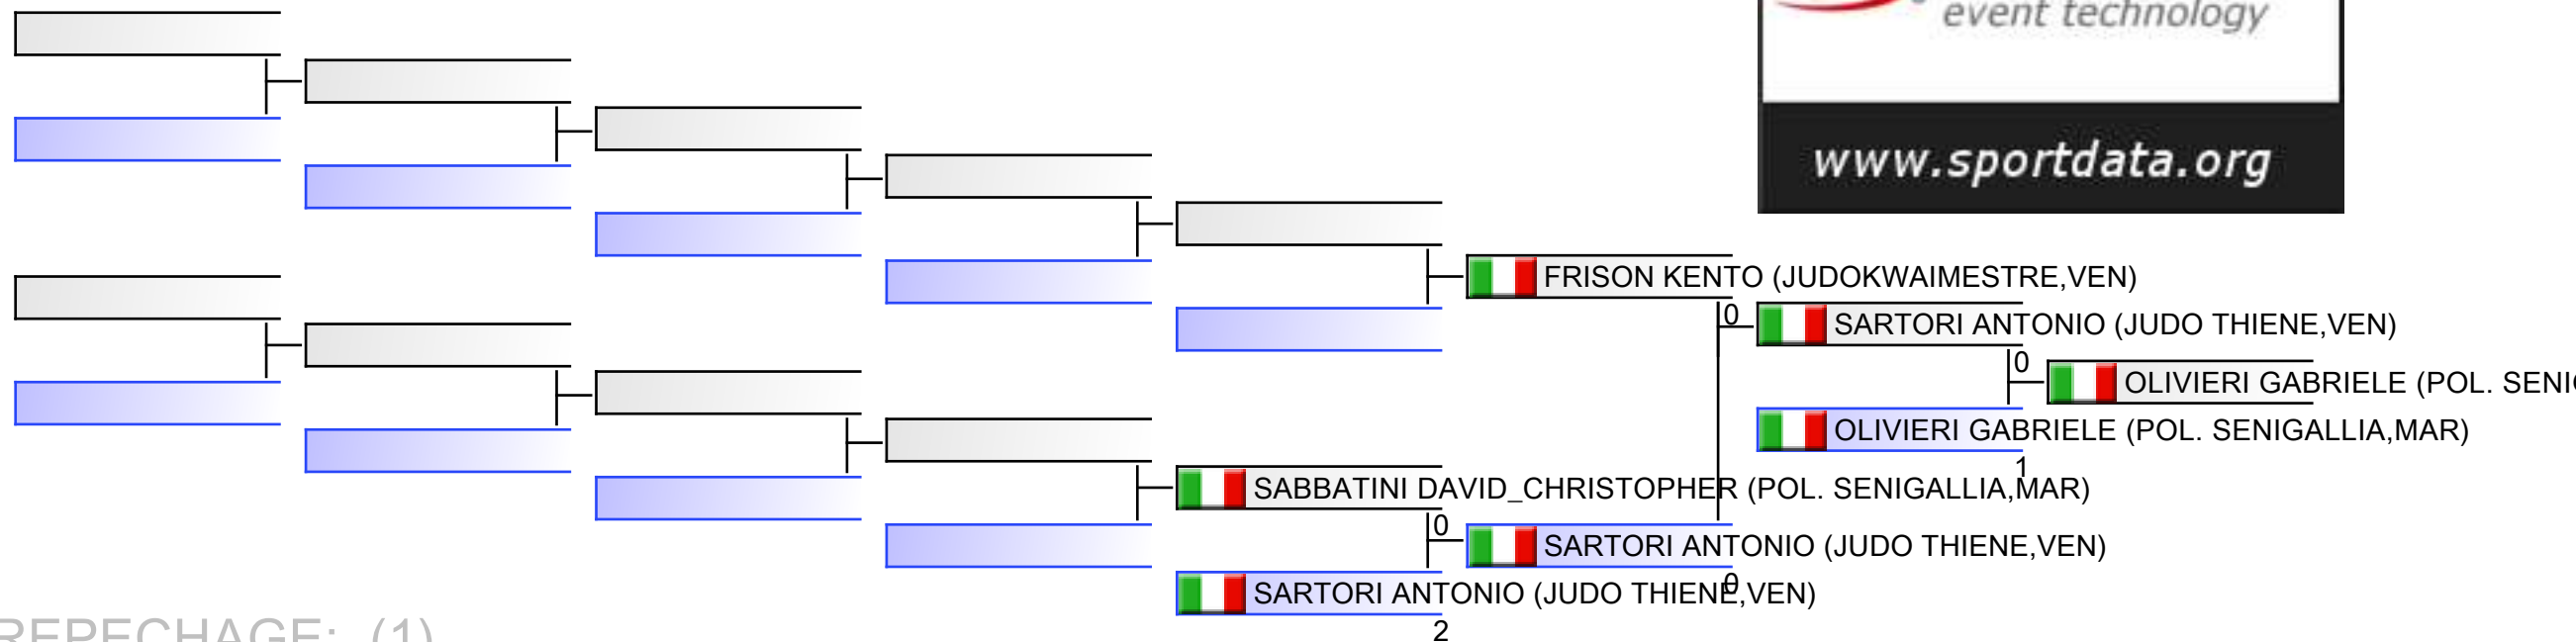 event technology
www.sportdata.org
FRISON KENTO (JUDOKWAIMESTRE,VEN)
0
SARTORI ANTONIO (JUDO THIENE,VEN)
0
OLIVIERI GABRIELE (POL. SENI
OLIVIERI GABRIELE (POL. SENIGALLIA,MAR)
1
SABBATINI DAVID_CHRISTOPHER (POL. SENIGALLIA,MAR)
0
SARTORI ANTONIO (JUDO THIENE,VEN)
0
SARTORI ANTONIO (JUDO THIENE,VEN)
2
REPECHAGE: (1)